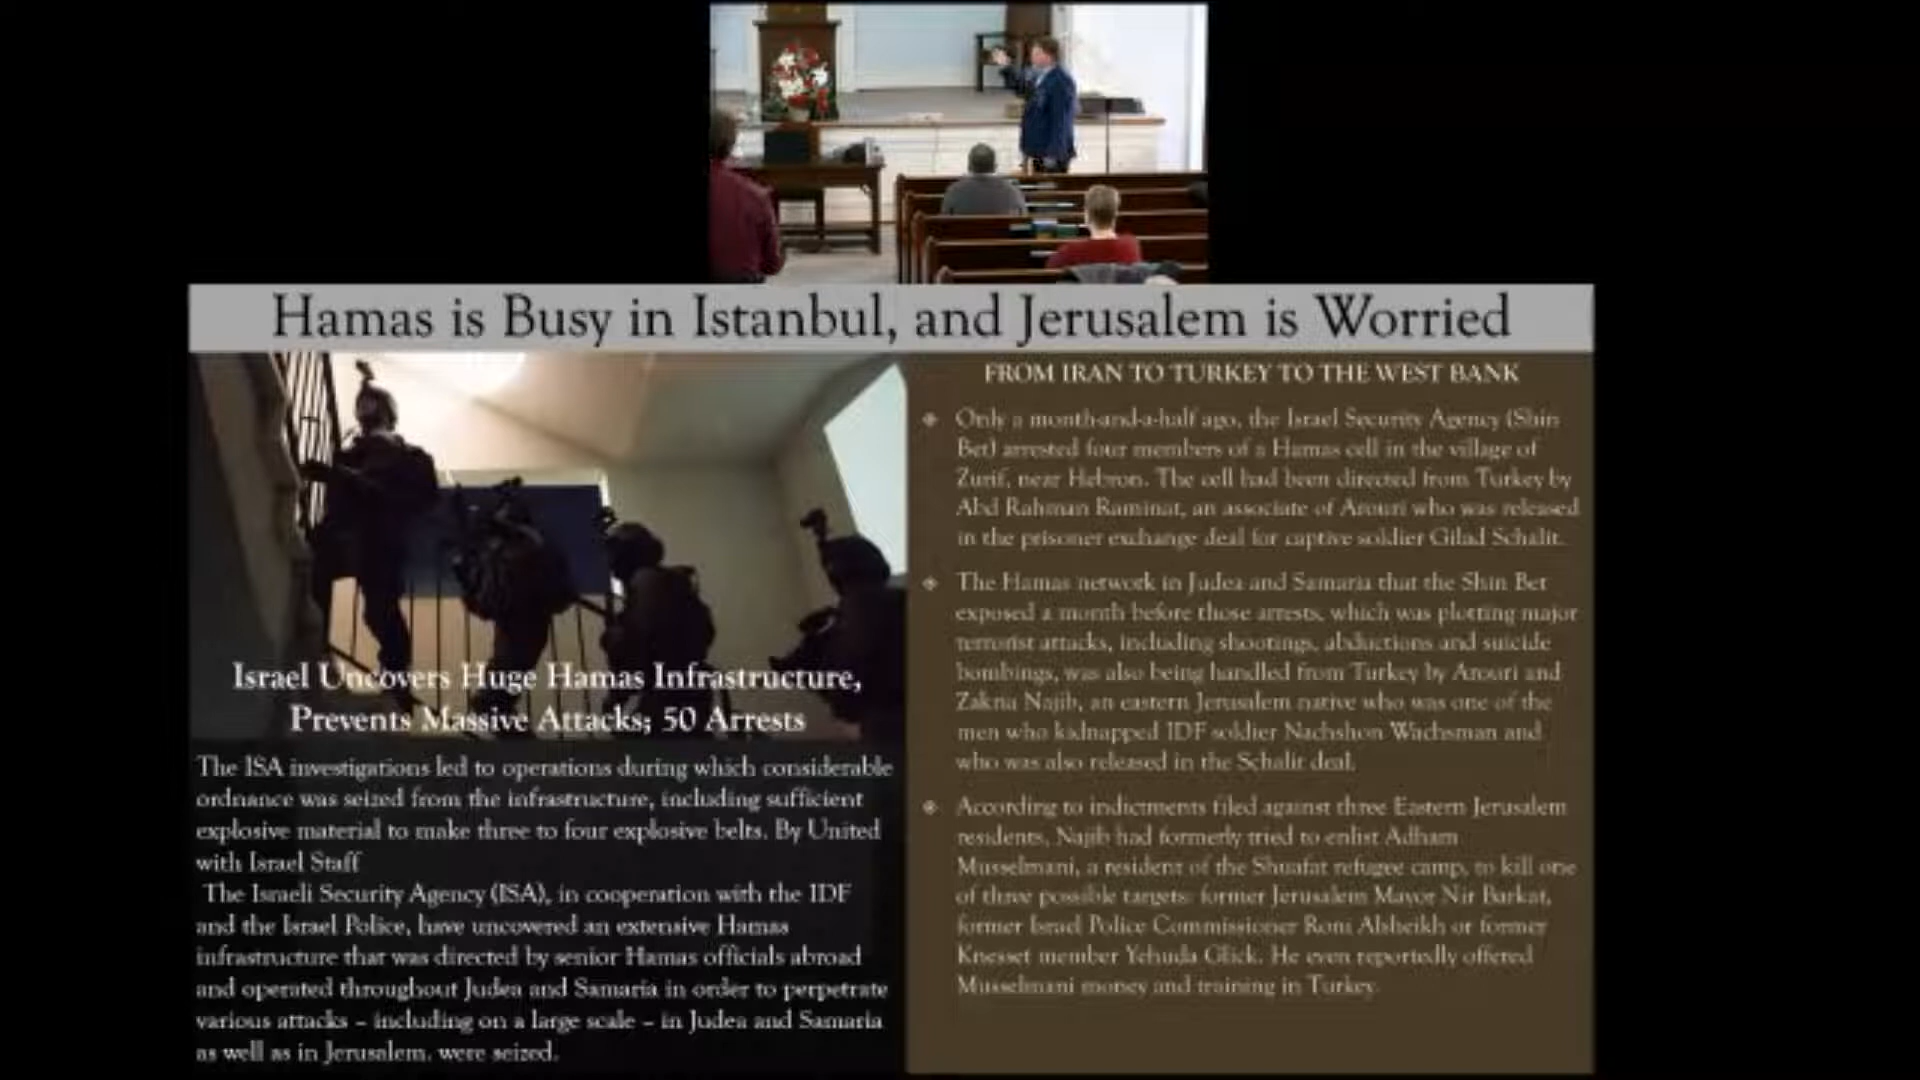 Hamas is Busy in Istanbul, and Jerusalem is Worried
Israel Uncovers Huge Hamas Infrastructure,
Prevents Massive Attacks; 50 Arrests
The ISA investigations led to operations during which considerable
ordnance was seized from the infrastructure, including sufficient
explosive material to make three to four explosive belts. By United
with Israel Staff
The Israeli Security Agency (ISA), in cooperation with the IDF
and the Israel Police, have uncovered an extensive Hamas
infrastructure that was directed by senior Hamas officials abroad
and operated throughout Judea and Samaria in order to perpetrate
various attacks – including on a large scale – in Judea and Samaria
as well as in Jerusalem. were seized.
FROM IRAN TO TURKEY TO THE WEST BANK
Only a month-and-a-half ago, the Israel Security Agency (Shin
Bet) arrested four members of a Hamas cell in the village of
Zurif, near Hebron. The cell had been directed from Turkey by
Abd Rahman Raminat, an associate of Arouri who was released
in the prisoner exchange deal for captive soldier Gilad Schalit.
The Hamas network in Judea and Samaria that the Shin Bet
exposed a month before those arrests, which was plotting major
terrorist attacks, including shootings, abductions and suicide
bombings, was also being handled from Turkey by Arouri and
Zakria Najib, an eastern Jerusalem native who was one of the
men who kidnapped IDF soldier Nachshon Wachsman and
who was also released in the Schalit deal.
According to indictments filed against three Eastern Jerusalem
residents, Najib had formerly tried to enlist Adham
Musselmani, a resident of the Shuafat refugee camp, to kill one
of three possible targets: former Jerusalem Mayor Nir Barkat,
former Israel Police Commissioner Roni Alsheikh or former
Knesset member Yehuda Glick. He even reportedly offered
Musselmani money and training in Turkey.